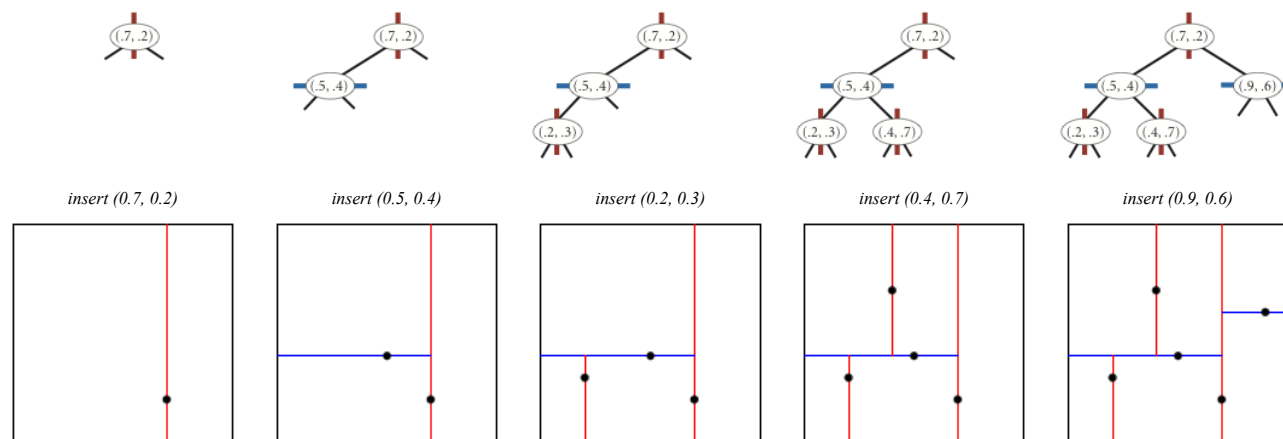 (.7, .2)
(.7, .2)
(.5, .4)
(.7, .2)
(.5, .4)
(.2, .3)
(.7, .2)
(.5, .4)
(.2, .3) (.4, .7)
(.7, .2)
(.5, .4) (.9, .6)
(.2, .3) (.4, .7)
insert (0.7, 0.2)
insert (0.5, 0.4)
insert (0.2, 0.3)
insert (0.4, 0.7)
insert (0.9, 0.6)